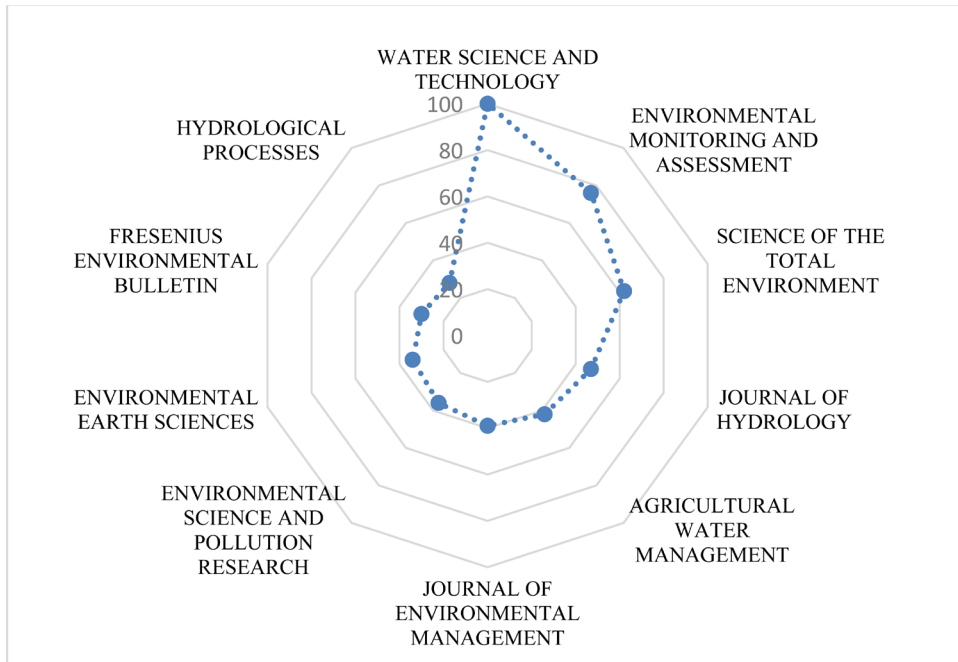 WATER SCIENCE AND
TECHNOLOGY
ENVIRONMENTAL
MONITORING AND
ASSESSMENT
SCIENCE OF THE
TOTAL
ENVIRONMENT
JOURNAL OF
HYDROLOGY
AGRICULTURAL
WATER
MANAGEMENT
JOURNAL OF
ENVIRONMENTAL
MANAGEMENT
ENVIRONMENTAL
SCIENCE AND
POLLUTION
RESEARCH
ENVIRONMENTAL
EARTH SCIENCES
FRESENIUS
ENVIRONMENTAL
BULLETIN
HYDROLOGICAL
PROCESSES
100
80
60
40
20
0